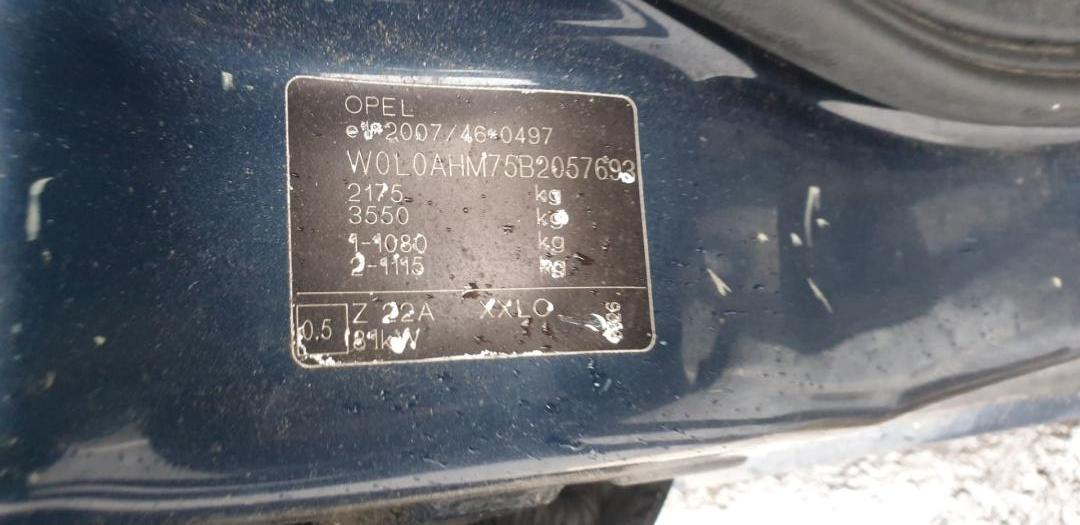 OPEL
e1*2007/46*0497
W0L0AHM75B2057693
2175 kg
3550 kg
1-1080 kg
2-1115 kg
0.5
Z 22A XXLO
81kW